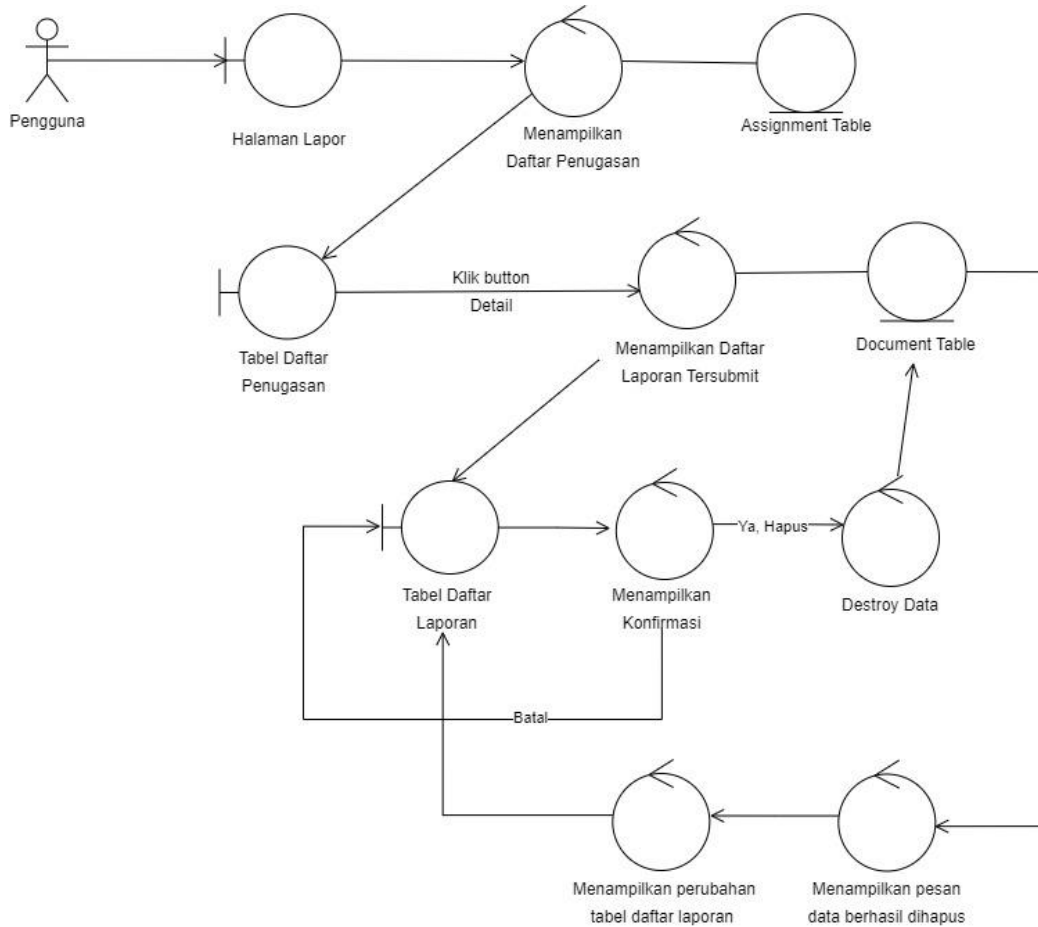 Pengguna
Halaman Lapor
Menampilkan
Daftar Penugasan
Assignment Table
Klik button
Detail
Tabel Daftar
Penugasan
Menampilkan Daftar
Laporan Tersubmit
Document Table
Tabel Daftar
Laporan
Menampilkan
Konfirmasi
Ya, Hapus
Destroy Data
Batal
Menampilkan perubahan
tabel daftar laporan
Menampilkan pesan
data berhasil dihapus